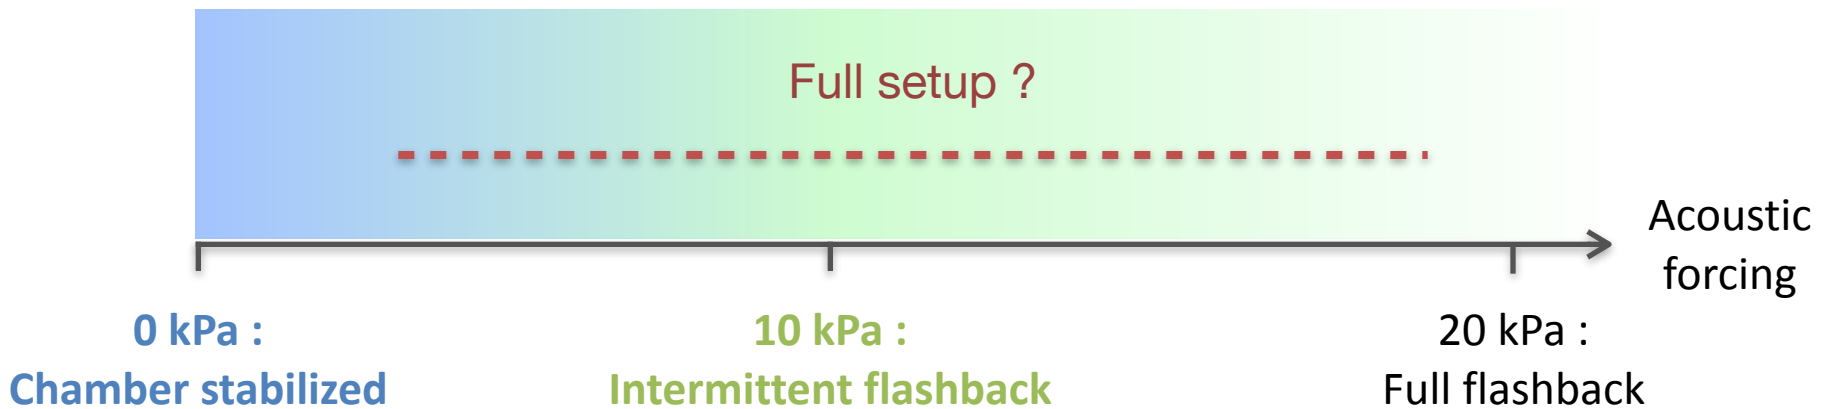 Full setup ?
Acoustic
forcing
0 kPa :
Chamber stabilized
10 kPa :
Intermittent flashback
20 kPa :
Full flashback